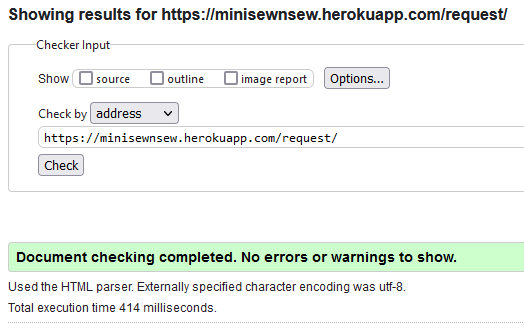 Showing results for https://minisewnsew.herokuapp.com/request/
Checker Input
Show source outline image report Options...
Check by address
https://minisewnsew.herokuapp.com/request/
Check
Document checking completed. No errors or warnings to show.
Used the HTML parser. Externally specified character encoding was utf-8.
Total execution time 414 milliseconds.